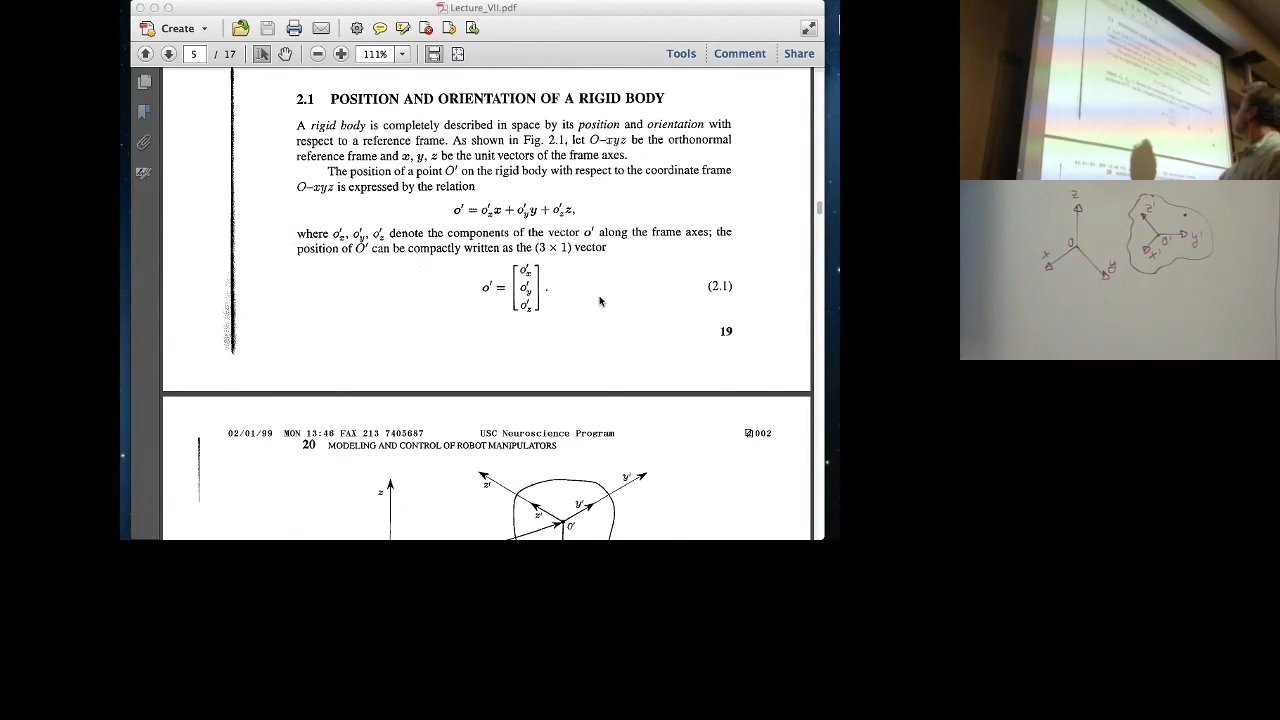 Lecture_VII.pdf
Create
5 / 17
111%
Tools
Comment
Share
2.1 POSITION AND ORIENTATION OF A RIGID BODY
A rigid body is completely described in space by its position and orientation with
respect to a reference frame. As shown in Fig. 2.1, let O–xyz be the orthonormal
reference frame and x, y, z be the unit vectors of the frame axes.
The position of a point O′ on the rigid body with respect to the coordinate frame
O–xyz is expressed by the relation
o′ = o′x x + o′y y + o′z z,
where o′x, o′y, o′z denote the components of the vector o′ along the frame axes; the
position of O′ can be compactly written as the (3 × 1) vector
o′ = [o′x o′y o′z] . (2.1)
19
02/01/99 MON 13:46 FAX 213 7405687 USC Neuroscience Program 002
20 MODELING AND CONTROL OF ROBOT MANIPULATORS
z
z′
y′
z′
y′
O′
z
O
x
y
z′
O′
y′
x′